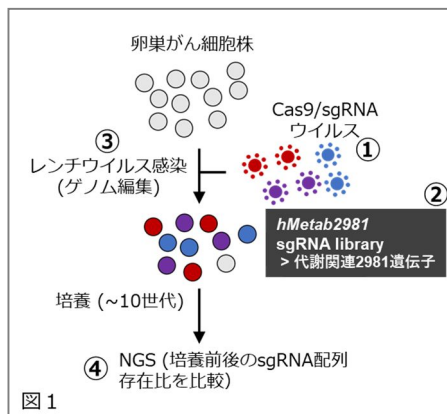 卵巣がん細胞株
Cas9/sgRNA
ウイルス
①
③
レンチウイルス感染
(ゲノム編集)
②
hMetab2981
sgRNA library
> 代謝関連2981遺伝子
培養 (~10世代)
④ NGS (培養前後のsgRNA配列
存在比を比較)
図1